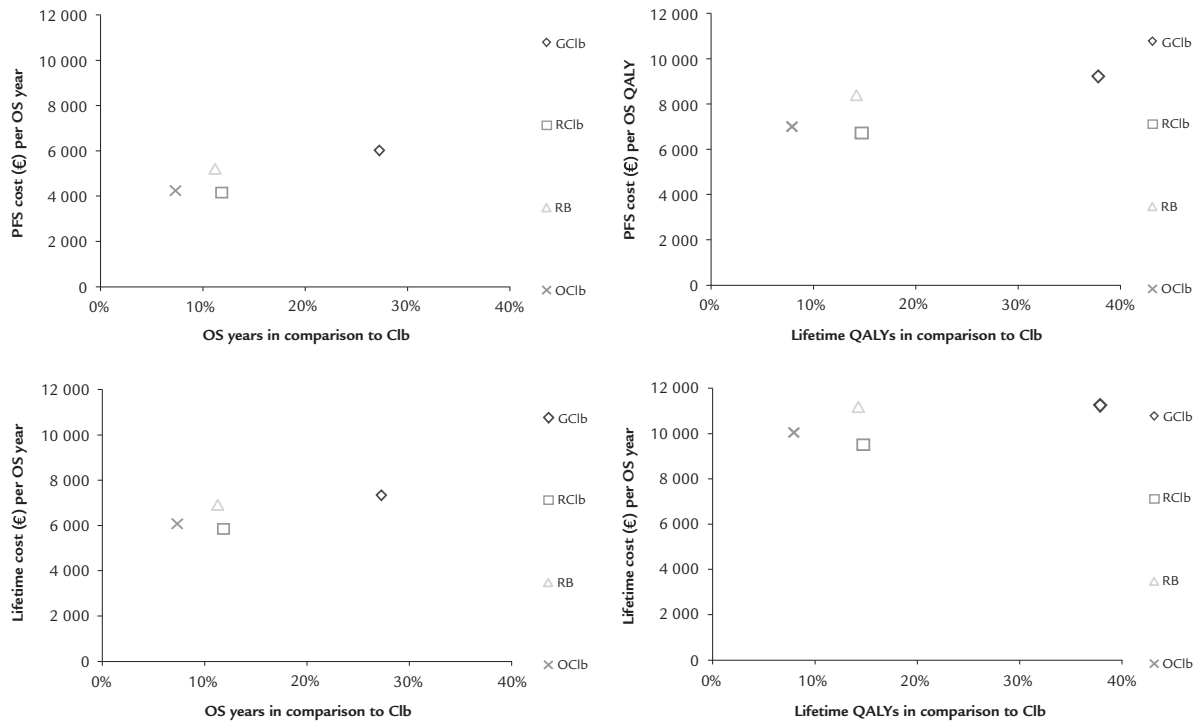 12 000
10 000
8 000
6 000
4 000
2 000
0
PFS cost (€) per OS year
0% 10% 20% 30% 40%
OS years in comparison to Clb
GClb
RClb
RB
OClb
12 000
10 000
8 000
6 000
4 000
2 000
0
PFS cost (€) per OS QALY
0% 10% 20% 30% 40%
Lifetime QALYs in comparison to Clb
GClb
RClb
RB
OClb
12 000
10 000
8 000
6 000
4 000
2 000
0
Lifetime cost (€) per OS year
0% 10% 20% 30% 40%
OS years in comparison to Clb
GClb
RClb
RB
OClb
12 000
10 000
8 000
6 000
4 000
2 000
0
Lifetime cost (€) per OS year
0% 10% 20% 30% 40%
Lifetime QALYs in comparison to Clb
GClb
RClb
RB
OClb